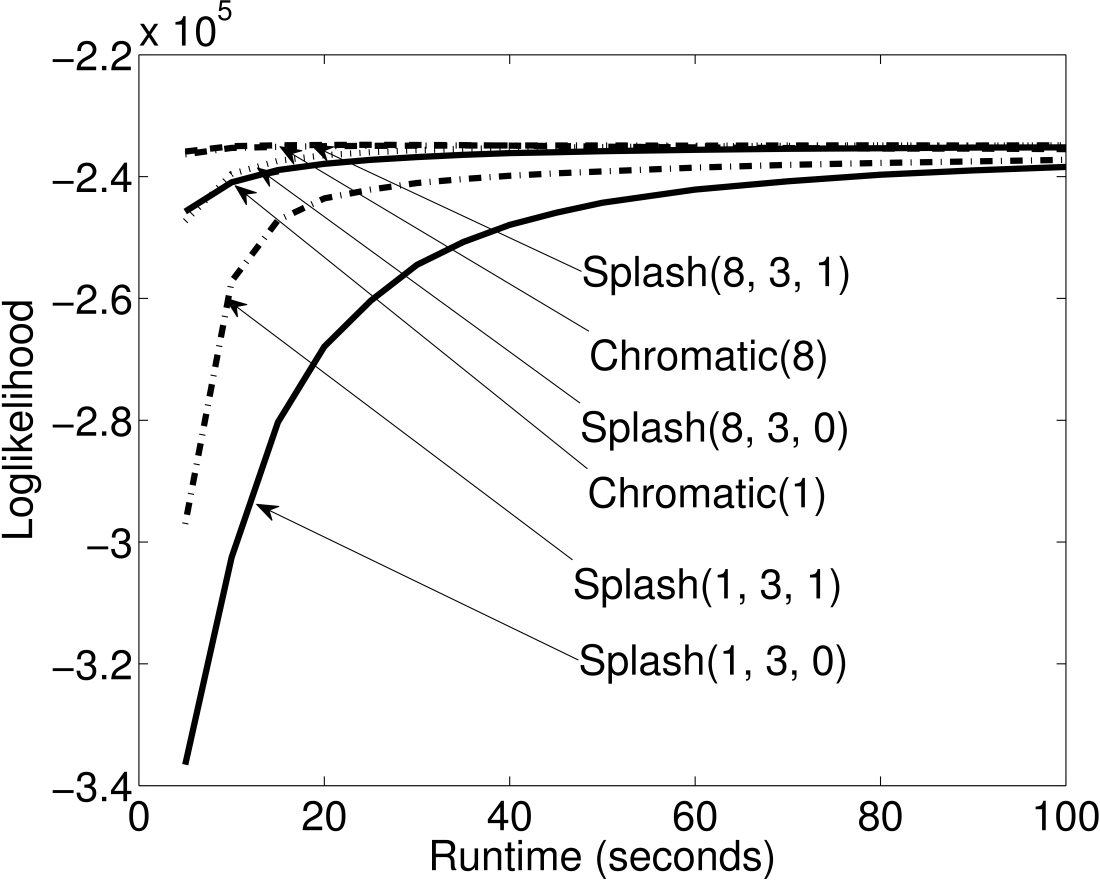 x 10^5
−2.2
−2.4
−2.6
−2.8
−3
−3.2
−3.4
Loglikelihood
Splash(8, 3, 1)
Chromatic(8)
Splash(8, 3, 0)
Chromatic(1)
Splash(1, 3, 1)
Splash(1, 3, 0)
0 20 40 60 80 100
Runtime (seconds)